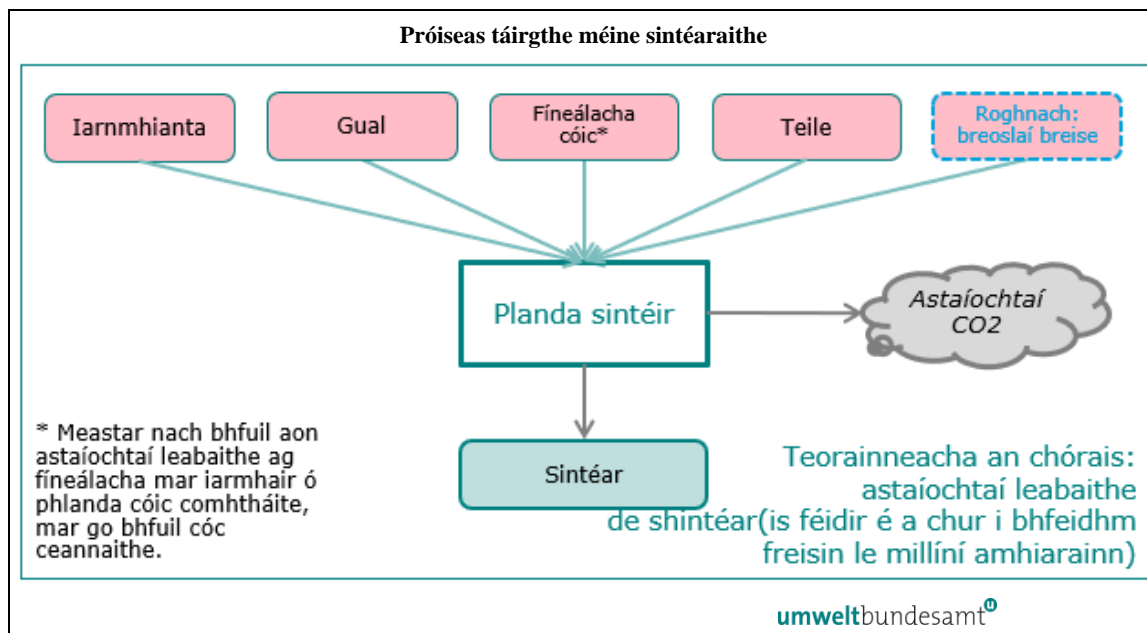 Próiseas táirgthe méine sintéaraithe
Iarnmhianta
Gual
Fíneálacha
cóic*
Teile
Roghnach:
breoslaí breise
Planda sintéir
Astaíochtaí
CO2
Sintéar
* Meastar nach bhfuil aon
astaíochtaí leabaithe ag
fíneálacha mar iarmhair ó
phlanda cóic comhtháite,
mar go bhfuil cóc
ceannaithe.
Teorainneacha an chórais:
astaíochtaí leabaithe
de shintéar(is féidir é a chur i bhfeidhm
freisin le millíní amhiarainn)
umweltbundesamt u